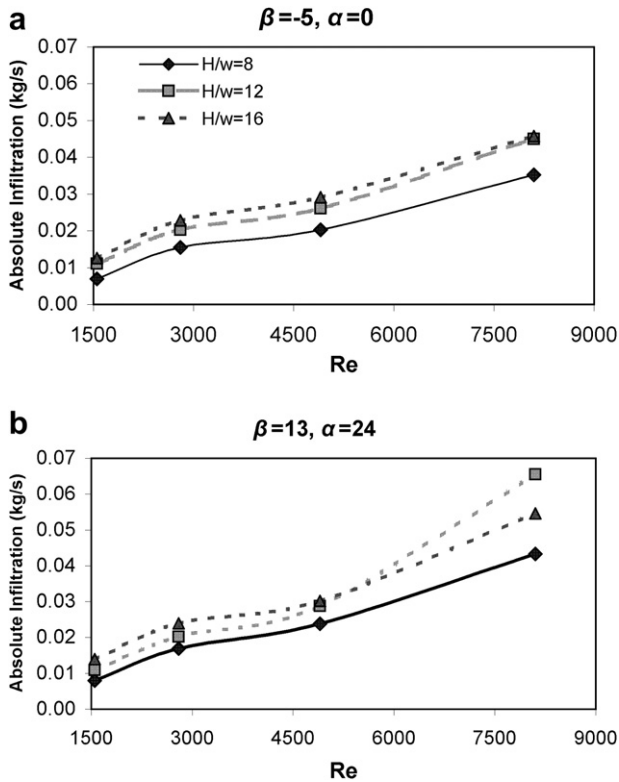 a
β=-5, α=0
Absolute Infiltration (kg/s)
0.07
0.06
0.05
0.04
0.03
0.02
0.01
0.00
H/w=8
H/w=12
H/w=16
1500 3000 4500 6000 7500 9000
Re
b
β=13, α=24
Absolute Infiltration (kg/s)
0.07
0.06
0.05
0.04
0.03
0.02
0.01
0.00
1500 3000 4500 6000 7500 9000
Re